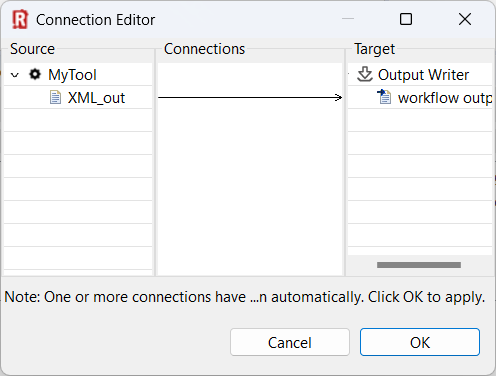 Connection Editor
Source Connections Target
MyTool Output Writer
XML_out workflow outp
Note: One or more connections have ...n automatically. Click OK to apply.
Cancel OK